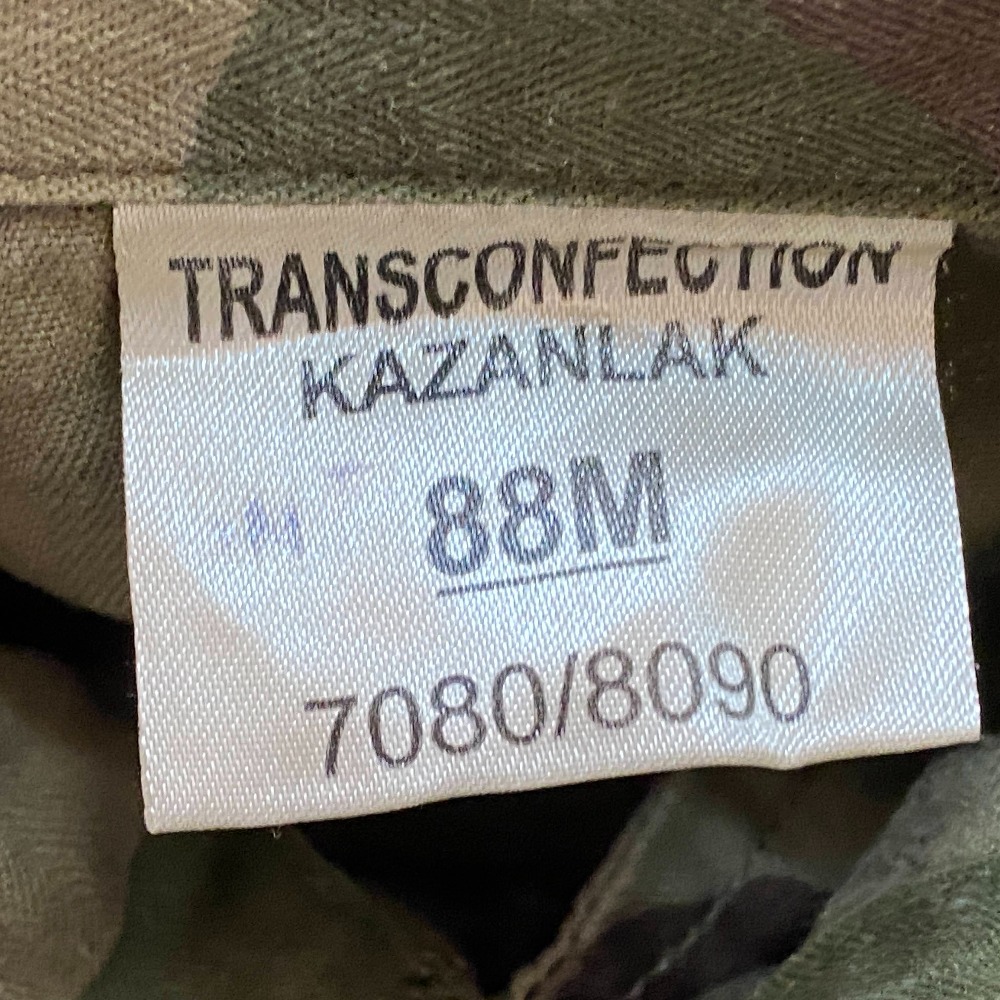 TRANSCONFECTION
KAZANLAK
88M
7080/8090